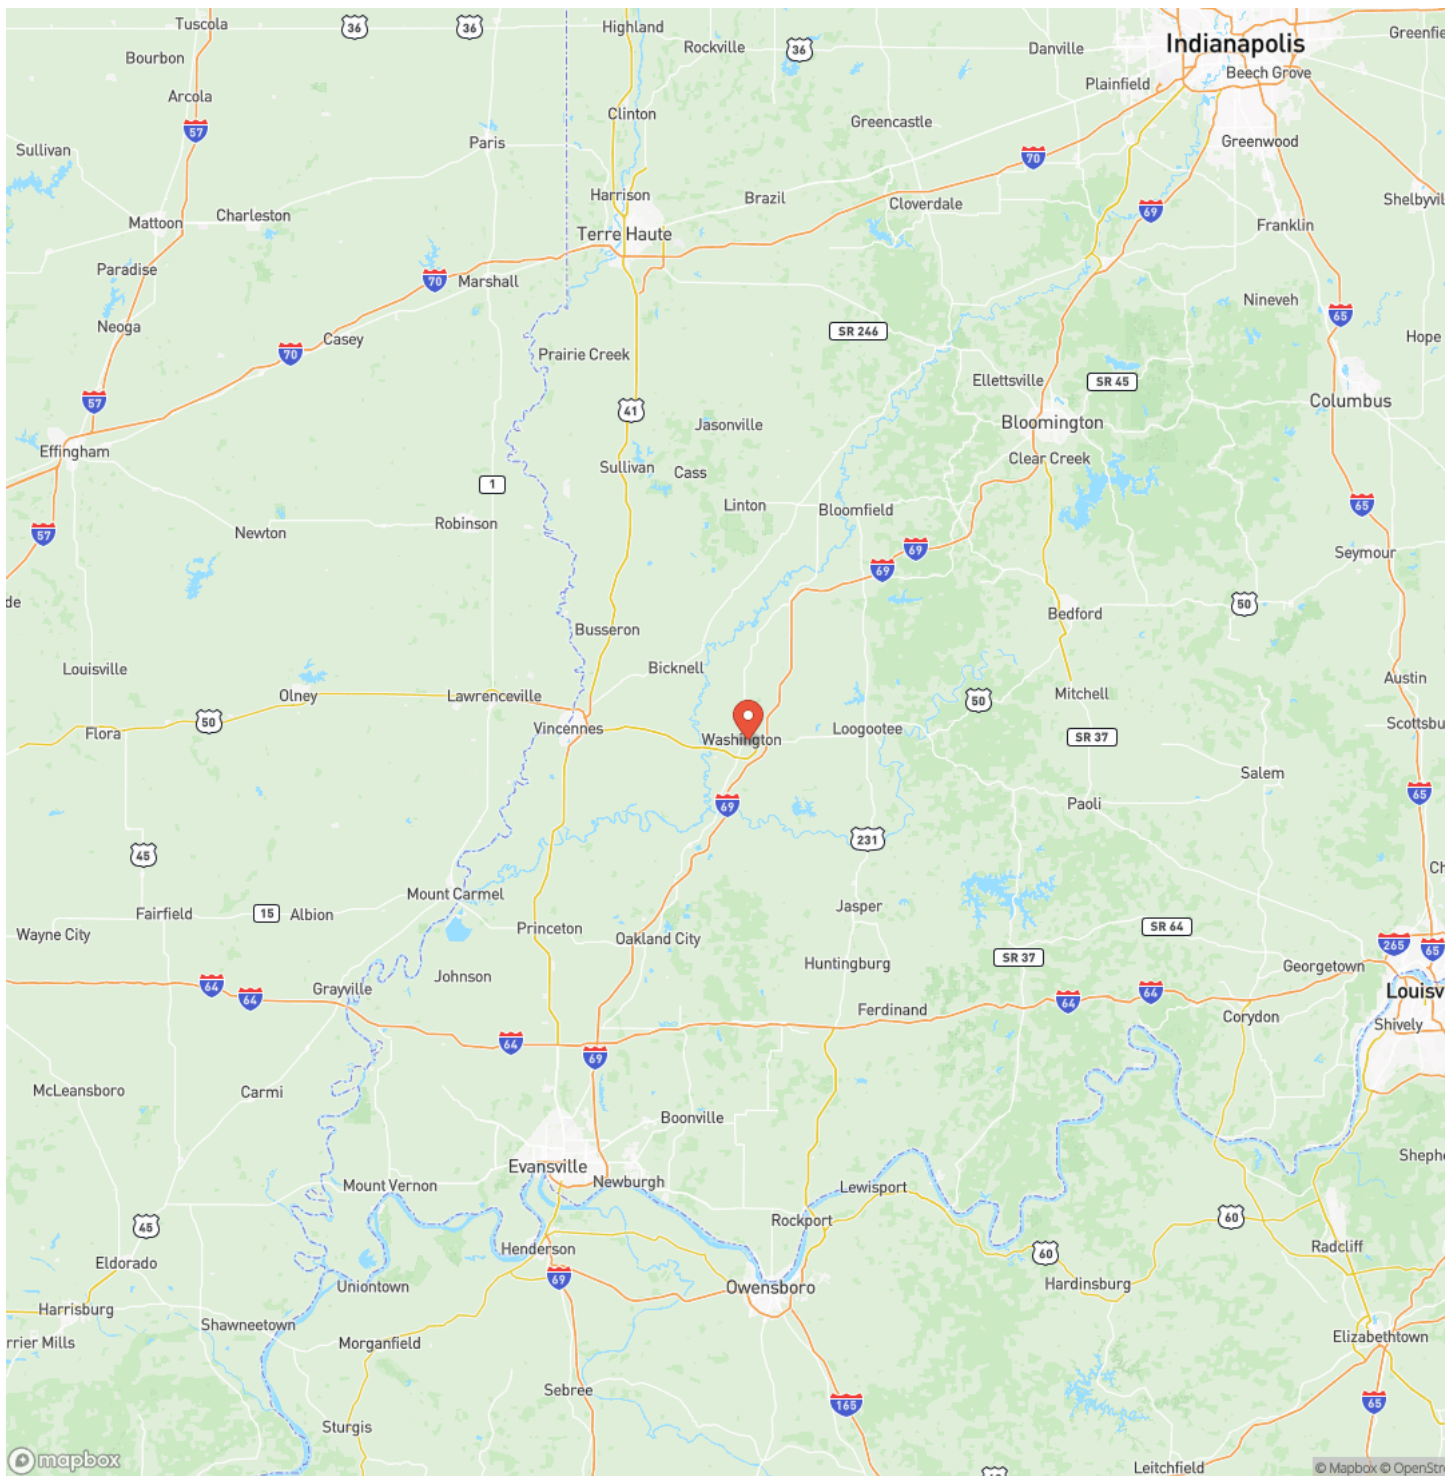 Tuscola
36
36
Highland
Rockville
36
Danville
Indianapolis
Greenfie
Bourbon
Beech Grove
Plainfield
Arcola
57
Clinton
Greencastle
Sullivan
Paris
70
Greenwood
Harrison
Brazil
Cloverdale
69
Shelbyvil
Mattoon
Charleston
Terre Haute
Franklin
Paradise
70
Marshall
Nineveh
Neoga
Casey
SR 246
65
Hope
70
Prairie Creek
Ellettsville
SR 45
57
41
Columbus
Jasonville
Bloomington
Effingham
Sullivan
Cass
Clear Creek
1
Linton
Bloomfield
65
57
Newton
Robinson
69
69
Seymour
de
50
Bedford
Busseron
Louisville
Bicknell
Austin
Olney
Lawrenceville
Mitchell
50
50
Flora
Vincennes
Washington
Loogootee
SR 37
Scottsbu
Salem
69
Paoli
65
45
231
Ch
Mount Carmel
Fairfield
15
Albion
Jasper
Wayne City
Princeton
Oakland City
SR 64
265
65
SR 37
Huntingburg
Georgetown
Johnson
64
64
Grayville
64
64
Louisv
Ferdinand
Corydon
Shively
64
69
McLeansboro
Carmi
Boonville
Evansville
Newburgh
Shephe
Mount Vernon
Lewisport
45
Rockport
60
Henderson
60
Radcliff
Eldorado
69
Uniontown
Owensboro
Hardinsburg
Harrisburg
Shawneetown
rrier Mills
Morganfield
Elizabethtown
Sebree
165
65
Sturgis
mapbox
Leitchfield
© Mapbox © OpenStr